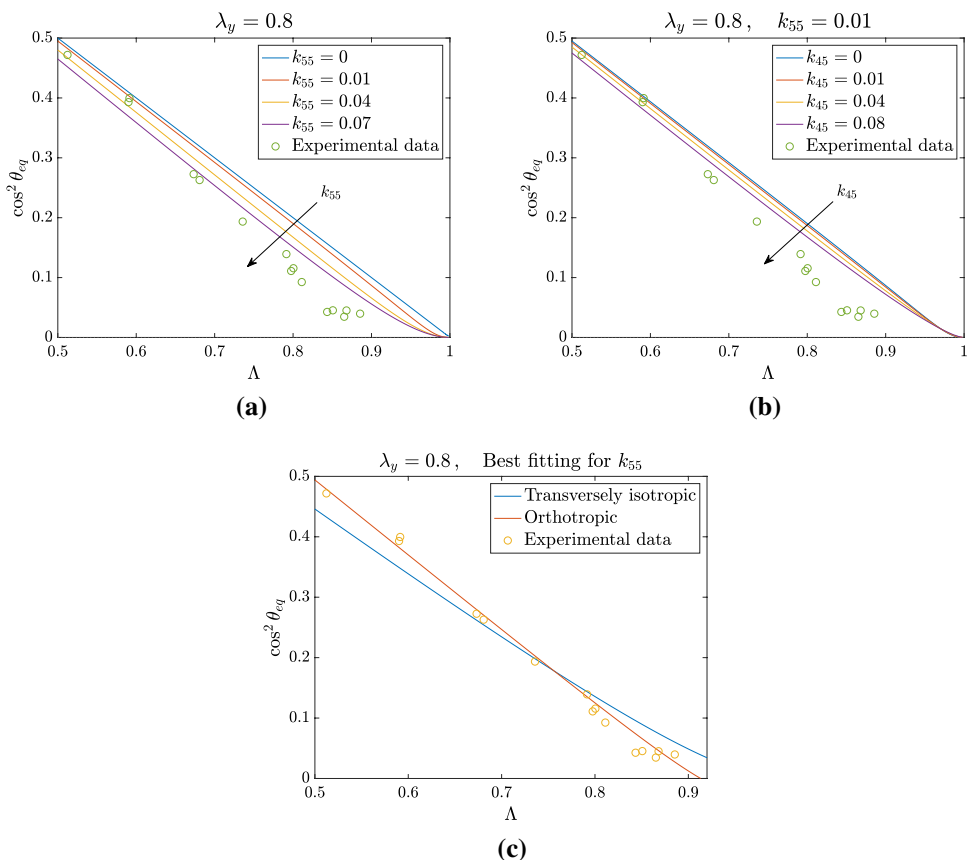 λ_y = 0.8
cos² θ_eq
0.5
0.4
0.3
0.2
0.1
0
k₅₅ = 0
k₅₅ = 0.01
k₅₅ = 0.04
k₅₅ = 0.07
Experimental data
k₅₅
0.5 0.6 0.7 0.8 0.9 1
Λ
(a)
λ_y = 0.8 , k₅₅ = 0.01
cos² θ_eq
0.5
0.4
0.3
0.2
0.1
0
k₄₅ = 0
k₄₅ = 0.01
k₄₅ = 0.04
k₄₅ = 0.08
Experimental data
k₄₅
0.5 0.6 0.7 0.8 0.9 1
Λ
(b)
λ_y = 0.8 , Best fitting for k₅₅
cos² θ_eq
0.5
0.4
0.3
0.2
0.1
0
Transversely isotropic
Orthotropic
Experimental data
0.5 0.6 0.7 0.8 0.9
Λ
(c)